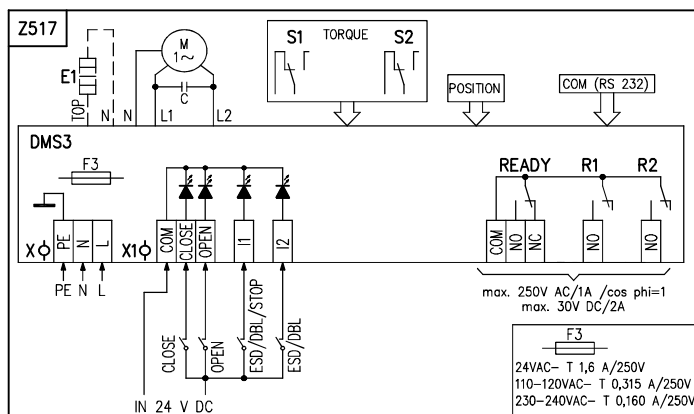 Z517
E1
TOP
N
N
M
1~
C
L1
L2
S1 TORQUE S2
POSITION
COM (RS 232)
DMS3
F3
X
PE
N
L
PE N L
X1
COM
CLOSE
OPEN
I1
I2
CLOSE
OPEN
ESD/DBL/STOP
ESD/DBL
IN 24 V DC
READY R1 R2
COM
NO
NC
NO
NO
max. 250V AC/1A /cos phi=1
max. 30V DC/2A
F3
24VAC– T 1,6 A/250V
110–120VAC– T 0,315 A/250V
230–240VAC– T 0,160 A/250V